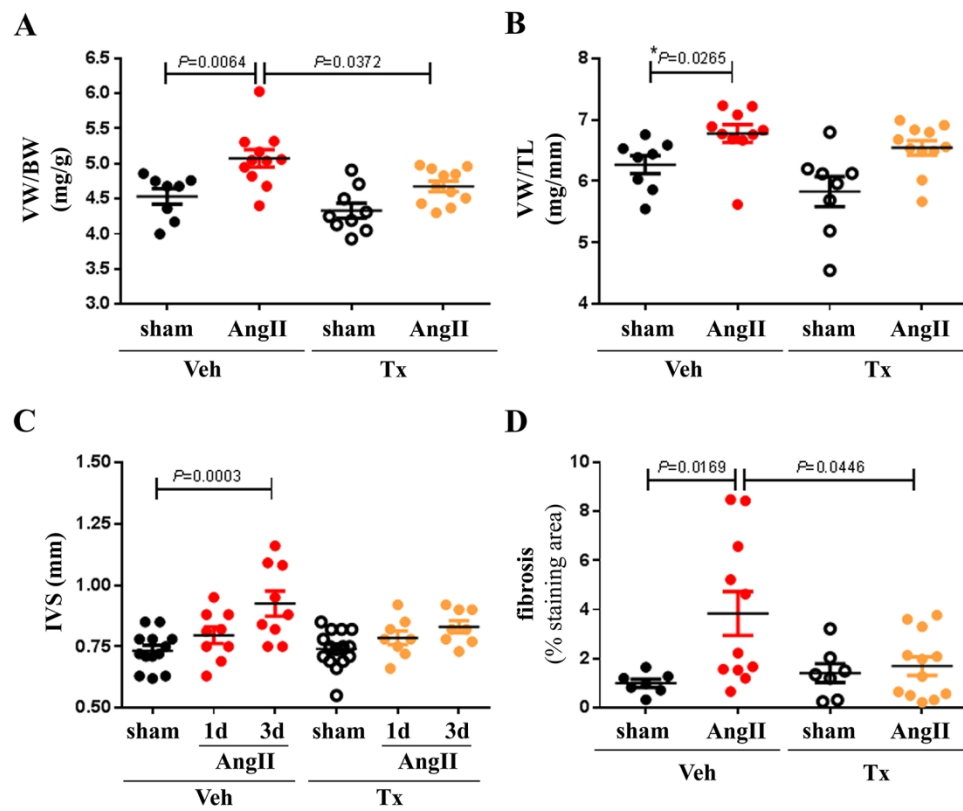 A
VW/BW
(mg/g)
6.5
6.0
5.5
5.0
4.5
4.0
3.5
3.0
P=0.0064
P=0.0372
sham
AngII
sham
AngII
Veh
Tx
B
VW/TL
(mg/mm)
8
7
6
5
4
*P=0.0265
sham
AngII
sham
AngII
Veh
Tx
C
IVS (mm)
1.50
1.25
1.00
0.75
0.50
P=0.0003
sham
1d
3d
sham
1d
3d
AngII
AngII
Veh
Tx
D
fibrosis
(% staining area)
10
8
6
4
2
0
P=0.0169
P=0.0446
sham
AngII
sham
AngII
Veh
Tx